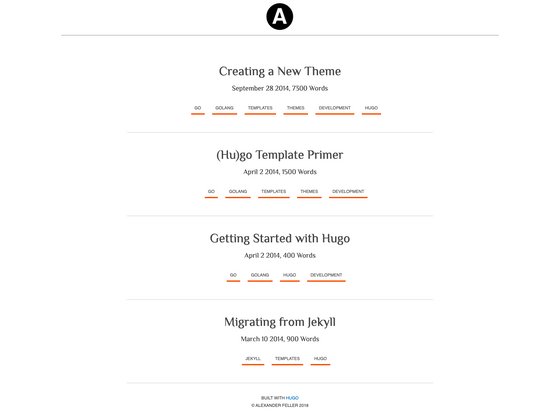 A
Creating a New Theme
September 28 2014, 7300 Words
GO GOLANG TEMPLATES THEMES DEVELOPMENT HUGO
(Hu)go Template Primer
April 2 2014, 1500 Words
GO GOLANG TEMPLATES THEMES DEVELOPMENT
Getting Started with Hugo
April 2 2014, 400 Words
GO GOLANG HUGO DEVELOPMENT
Migrating from Jekyll
March 10 2014, 900 Words
JEKYLL TEMPLATES HUGO
BUILT WITH HUGO
© ALEXANDER FELLER 2018